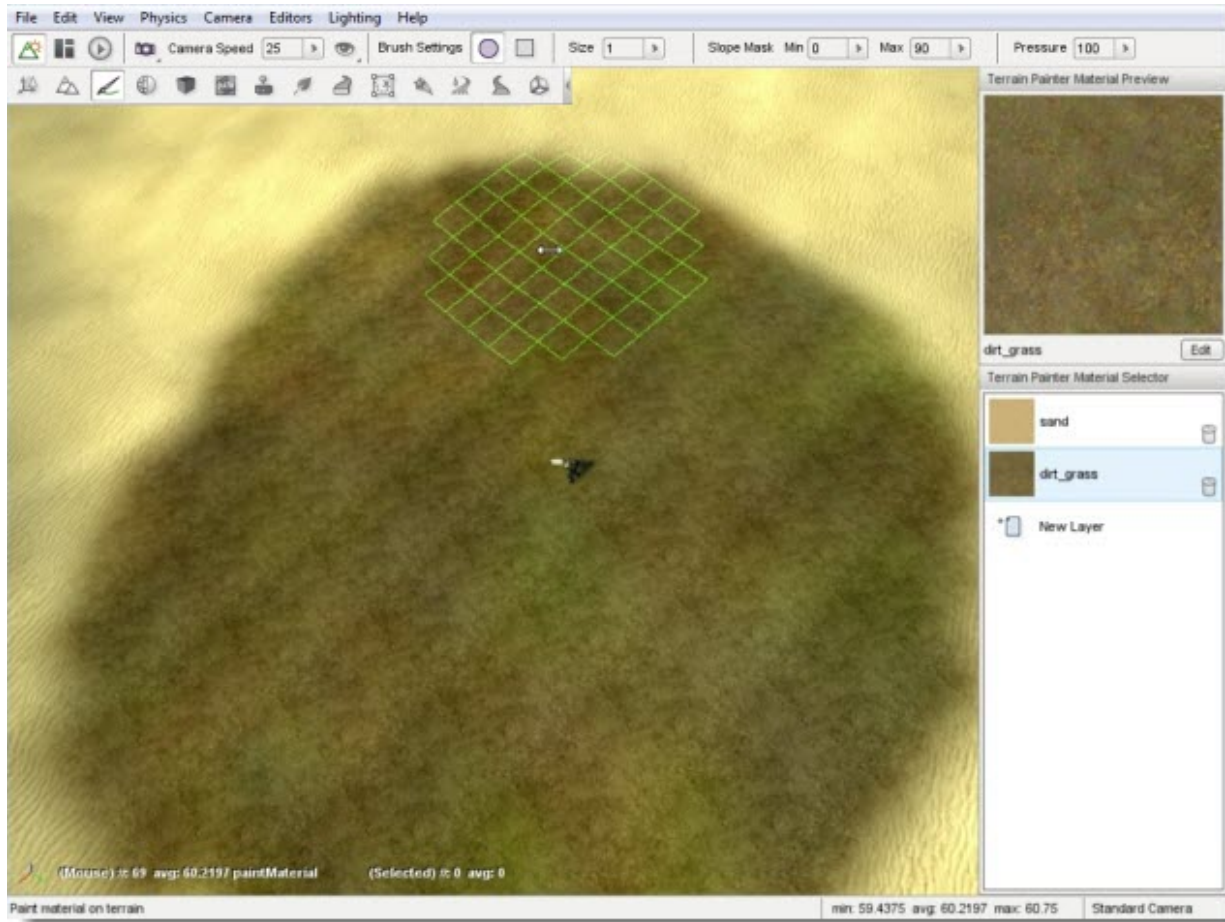 File Edit View Physics Camera Editors Lighting Help
Camera Speed 25 Brush Settings Size 1 Slope Mask Min 0 Max 90 Pressure 100
Terrain Painter Material Preview
dirt_grass Edit
Terrain Painter Material Selector
sand
dirt_grass
New Layer
(Mouse) #: 69 avg: 60.2197 paintMaterial (Selected) #: 0 avg: 0
Paint material on terrain min: 59.4375 avg: 60.2197 max: 60.75 Standard Camera